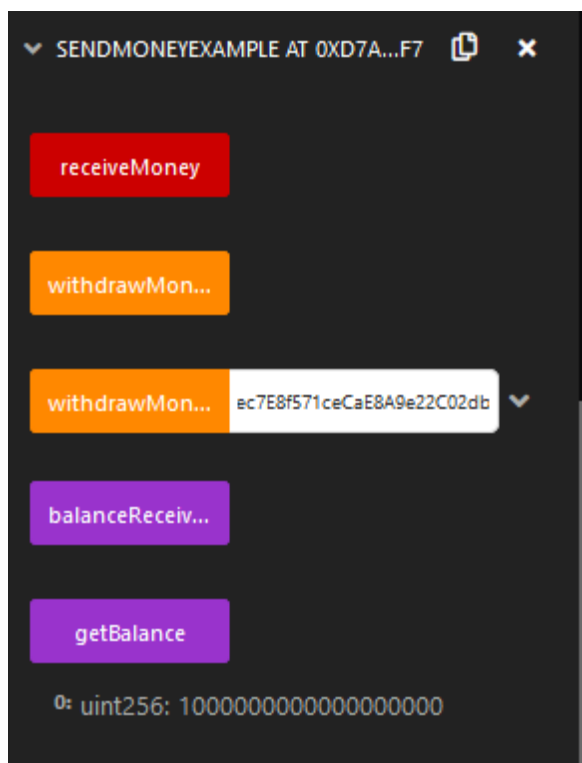 SENDMONEYEXAMPLE AT 0XD7A...F7
receiveMoney
withdrawMon...
withdrawMon... ec7E8f571ceCaE8A9e22C02db
balanceReceiv...
getBalance
0: uint256: 1000000000000000000